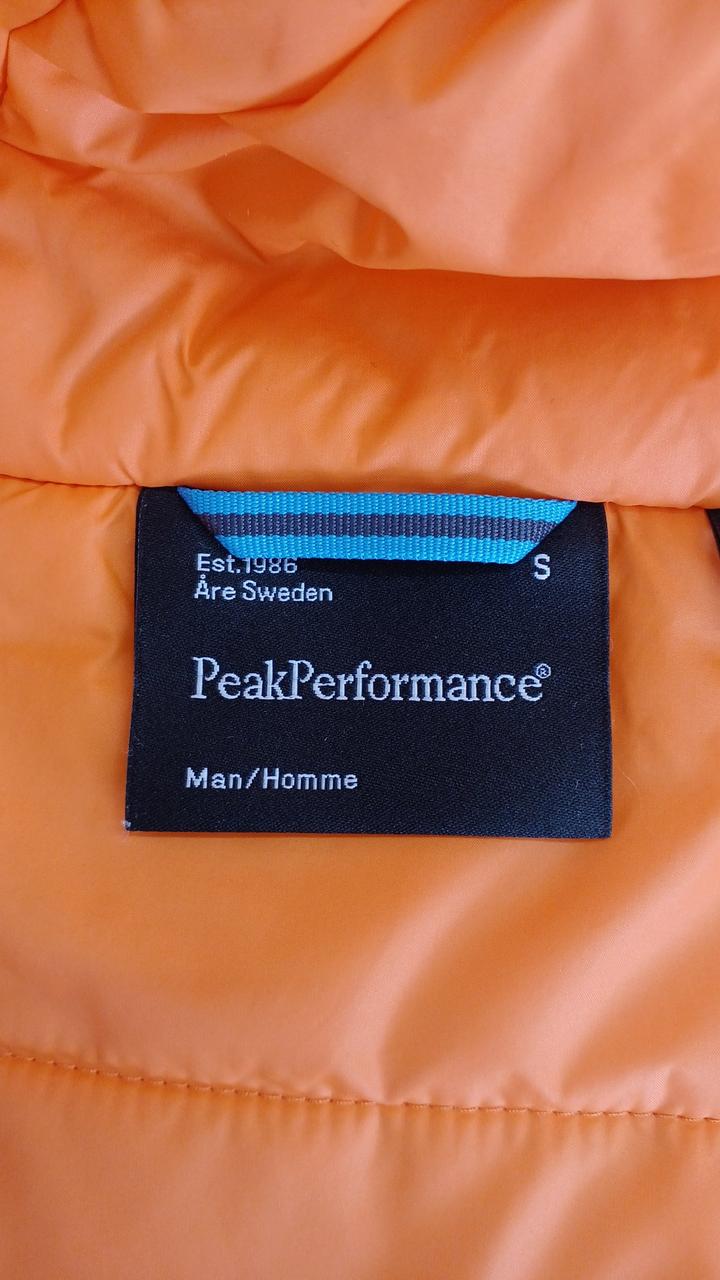 Est.1986
S
Åre Sweden
PeakPerformance®
Man/Homme